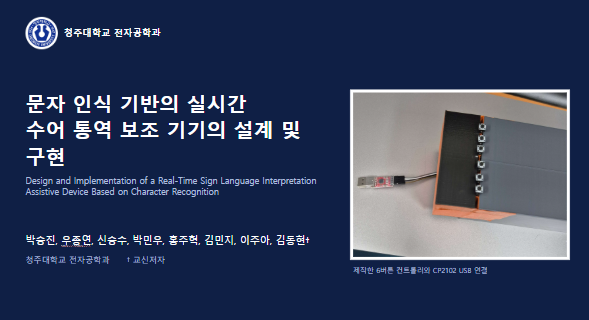 청주대학교 전자공학과
문자 인식 기반의 실시간
수어 통역 보조 기기의 설계 및
구현
Design and Implementation of a Real-Time Sign Language Interpretation
Assistive Device Based on Character Recognition
박승진, 우종연, 신승수, 박민우, 홍주혁, 김민지, 이주아, 김동현†
청주대학교 전자공학과 † 교신저자
제작한 6버튼 컨트롤러와 CP2102 USB 연결